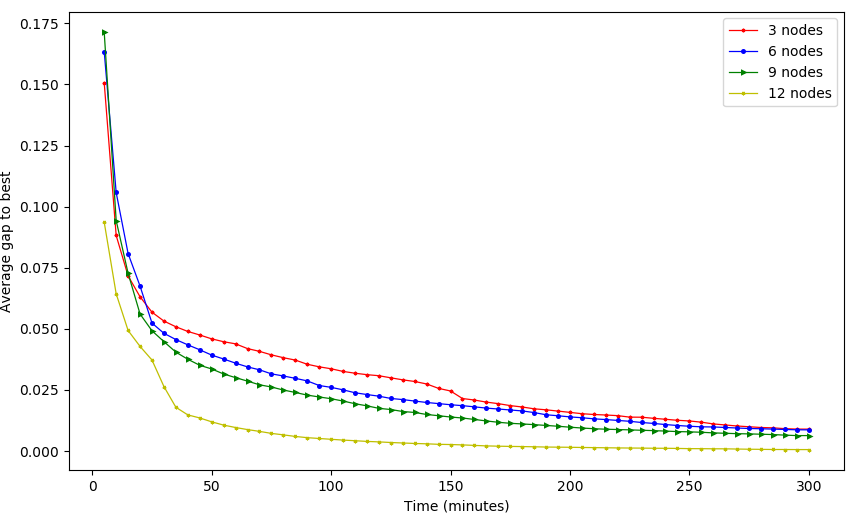 0.175
0.150
0.125
0.100
0.075
0.050
0.025
0.000
Average gap to best
0
50
100
150
200
250
300
Time (minutes)
3 nodes
6 nodes
9 nodes
12 nodes